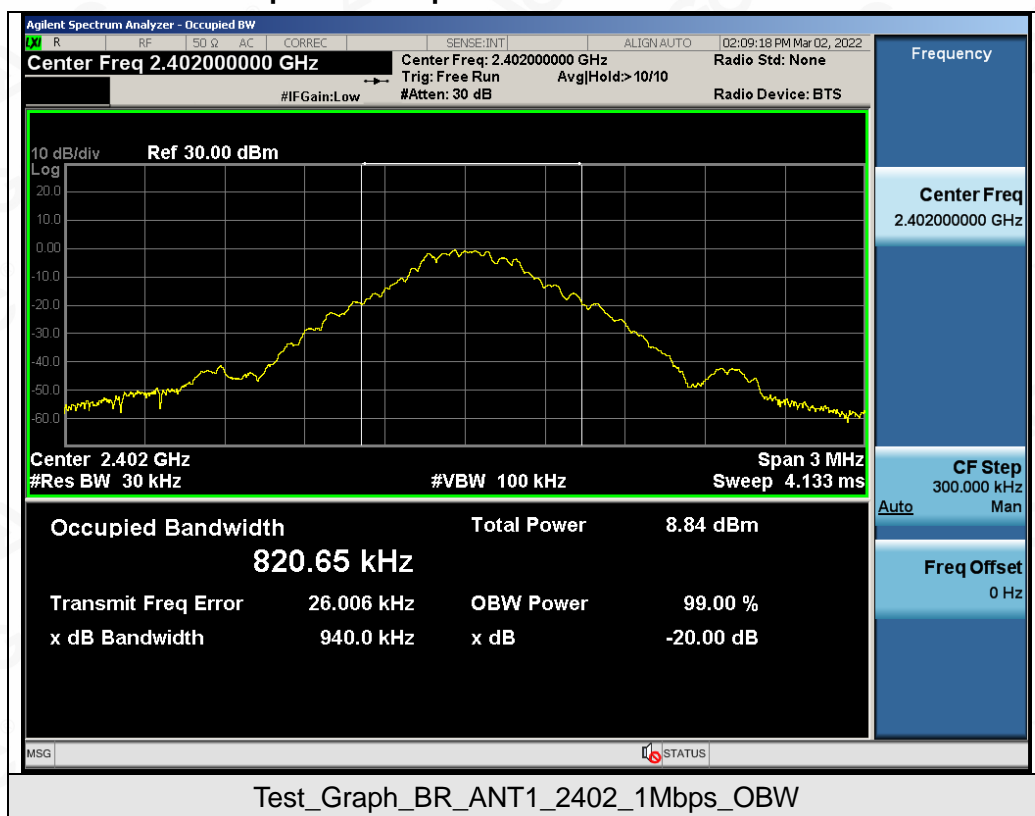 Agilent Spectrum Analyzer - Occupied BW
LXI R RF 50 Ω AC CORREC SENSE:INT ALIGN AUTO 02:09:18 PM Mar 02, 2022
Center Freq 2.402000000 GHz
Center Freq: 2.402000000 GHz Radio Std: None
Trig: Free Run Avg|Hold:> 10/10
#IFGain:Low #Atten: 30 dB Radio Device: BTS
10 dB/div Ref 30.00 dBm
Log
20.0
10.0
0.00
-10.0
-20.0
-30.0
-40.0
-50.0
-60.0
Center 2.402 GHz Span 3 MHz
#Res BW 30 kHz #VBW 100 kHz Sweep 4.133 ms
Occupied Bandwidth Total Power 8.84 dBm
820.65 kHz
Transmit Freq Error 26.006 kHz OBW Power 99.00 %
x dB Bandwidth 940.0 kHz x dB -20.00 dB
Frequency
Center Freq
2.402000000 GHz
CF Step
300.000 kHz
Auto Man
Freq Offset
0 Hz
MSG STATUS
Test_Graph_BR_ANT1_2402_1Mbps_OBW